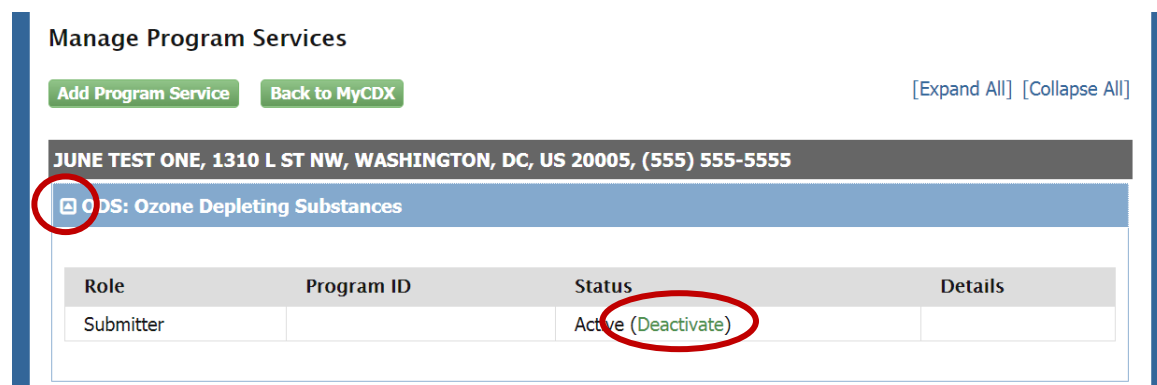 Manage Program Services
Add Program Service Back to MyCDX [Expand All] [Collapse All]
JUNE TEST ONE, 1310 L ST NW, WASHINGTON, DC, US 20005, (555) 555-5555
ODS: Ozone Depleting Substances
Role Program ID Status Details
Submitter Active (Deactivate)